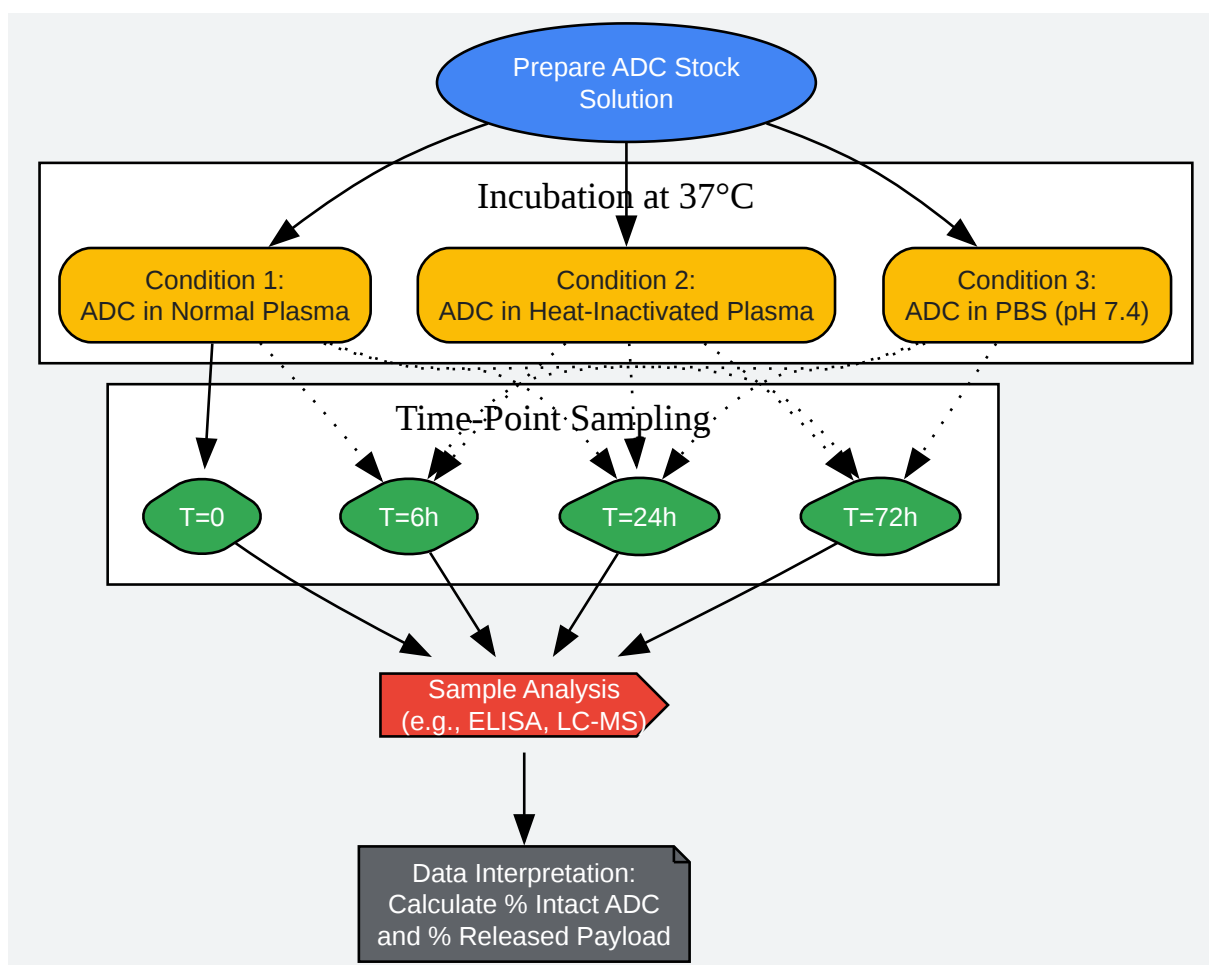 Prepare ADC Stock
Solution
Incubation at 37°C
Condition 1:
ADC in Normal Plasma
Condition 2:
ADC in Heat-Inactivated Plasma
Condition 3:
ADC in PBS (pH 7.4)
Time-Point Sampling
T=0
T=6h
T=24h
T=72h
Sample Analysis
(e.g., ELISA, LC-MS)
Data Interpretation:
Calculate % Intact ADC
and % Released Payload